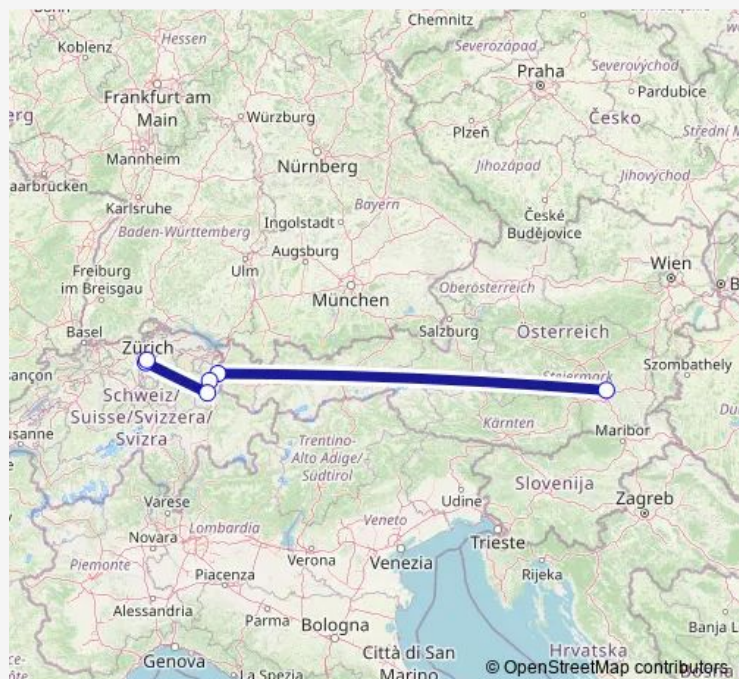 Bonn
Chemnitz
Koblenz
Hessen
Severozápad
Praha
Severovýchod
Pardubice
Frankfurt am
Main
Würzburg
Plzeň
Česko
Mannheim
Nürnberg
Jihozápad
Jihovýchod
Karlsruhe
Bayern
České
Budějovice
Baden-Württemberg
Ingolstadt
Augsburg
Ulm
München
Freiburg
im Breisgau
Wien
Oberösterreich
Salzburg
Österreich
Basel
Zürich
Steiermark
Szombathely
Schweiz/
Suisse/Svizzera/
Svizra
Kärnten
Maribor
Trentino-
Alto Adige/
Südtirol
Slovenija
Varese
Udine
Zagreb
Lombardia
Veneto
Novara
Trieste
Verona
Venezia
Piemonte
Piacenza
Rijeka
Alessandria
Parma
Bologna
Genova
Città di San
Marino
Hrvatska
La Spezia
© OpenStreetMap contributors